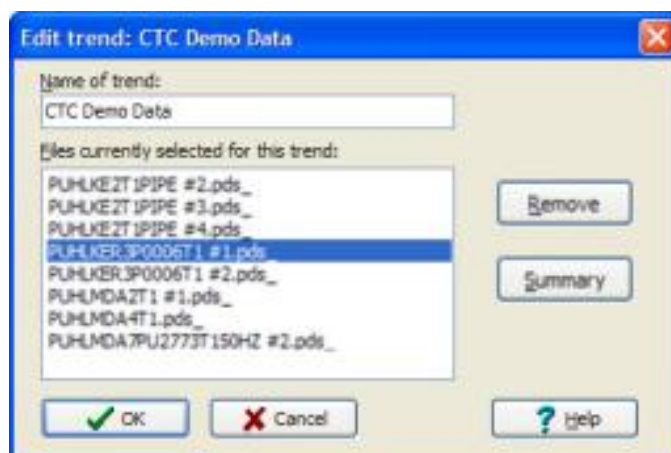 Edit trend: CTC Demo Data
Name of trend:
CTC Demo Data
Files currently selected for this trend:
PUHLKE2T1PIPE #2.pds_
PUHLKE2T1PIPE #3.pds_
PUHLKE2T1PIPE #4.pds_
PUHLKER3P0006T1 #1.pds_
PUHLKER3P0006T1 #2.pds_
PUHLMDA2T1 #1.pds_
PUHLMDA4T1.pds_
PUHLMDA7PU2773T150HZ #2.pds_
Remove
Summary
OK
Cancel
Help